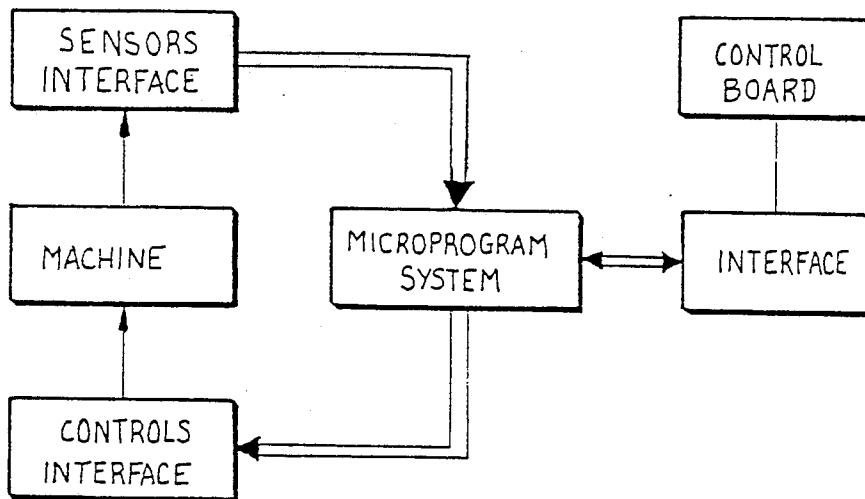 SENSORS
INTERFACE
CONTROL
BOARD
MACHINE
MICROPROGRAM
SYSTEM
INTERFACE
CONTROLS
INTERFACE